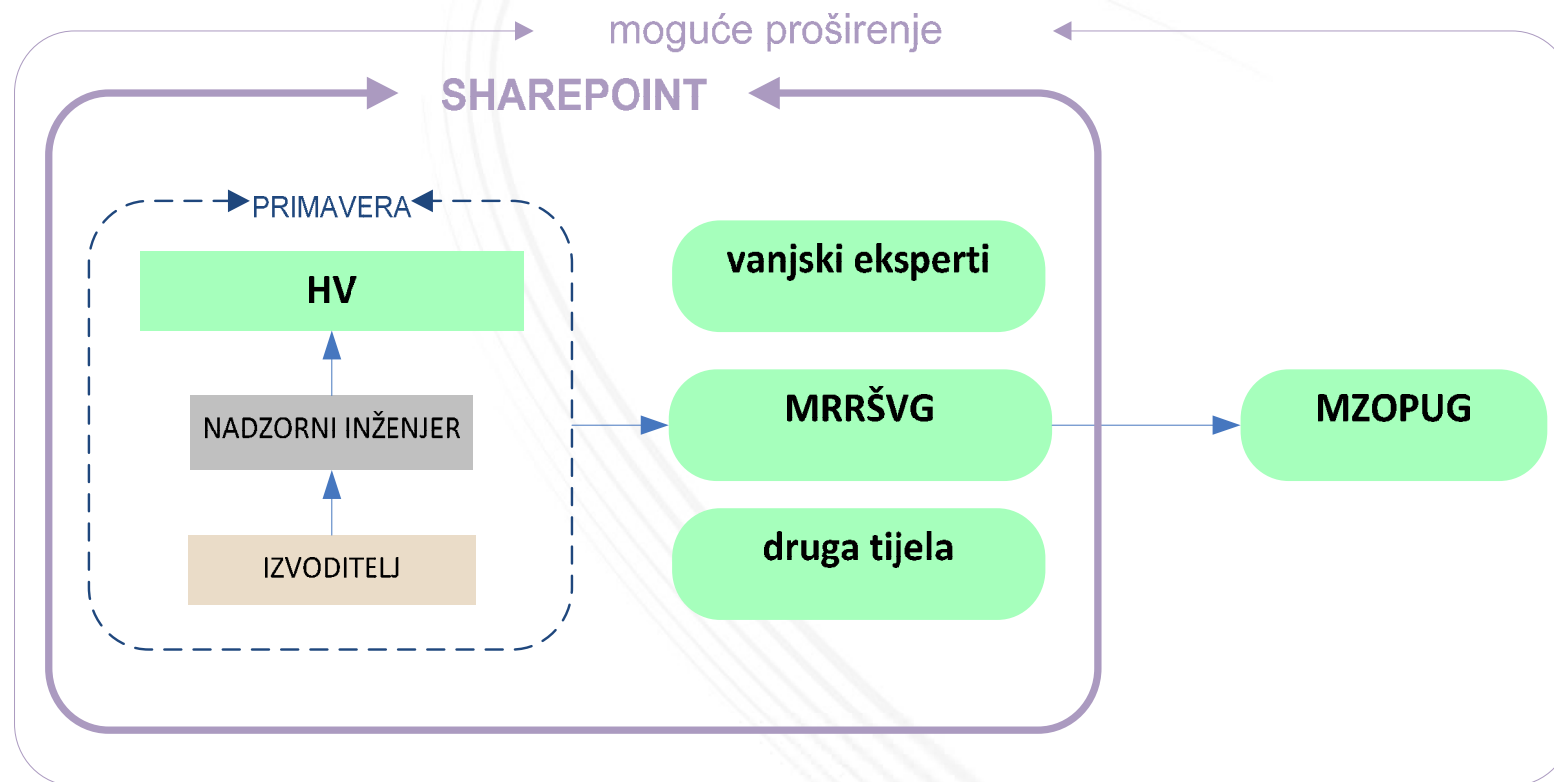 moguće proširenje
SHAREPOINT
PRIMAVERA
HV
NADZORNI INŽENJER
IZVODITELJ
vanjski eksperti
MRRŠVG
druga tijela
MZOPUG